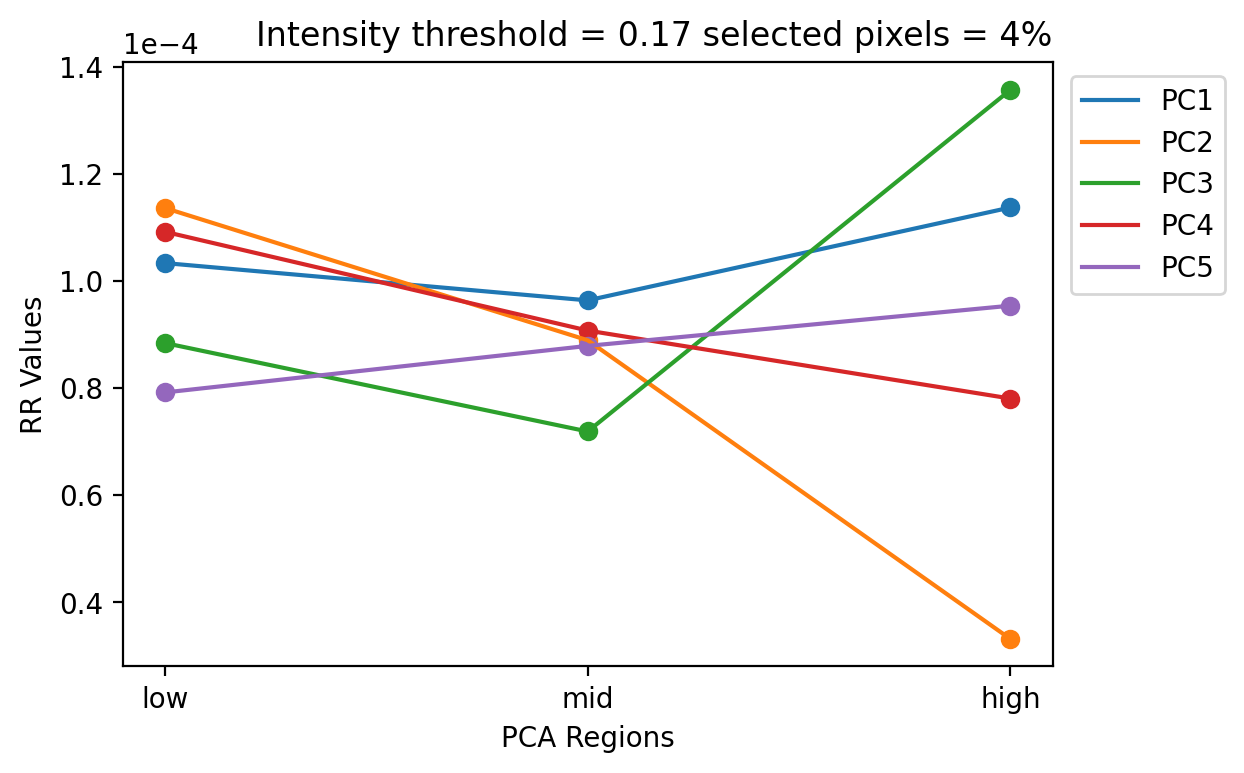 Intensity threshold = 0.17 selected pixels = 4%
1e−4
1.4
1.2
1.0
0.8
0.6
0.4
RR Values
low mid high
PCA Regions
PC1
PC2
PC3
PC4
PC5